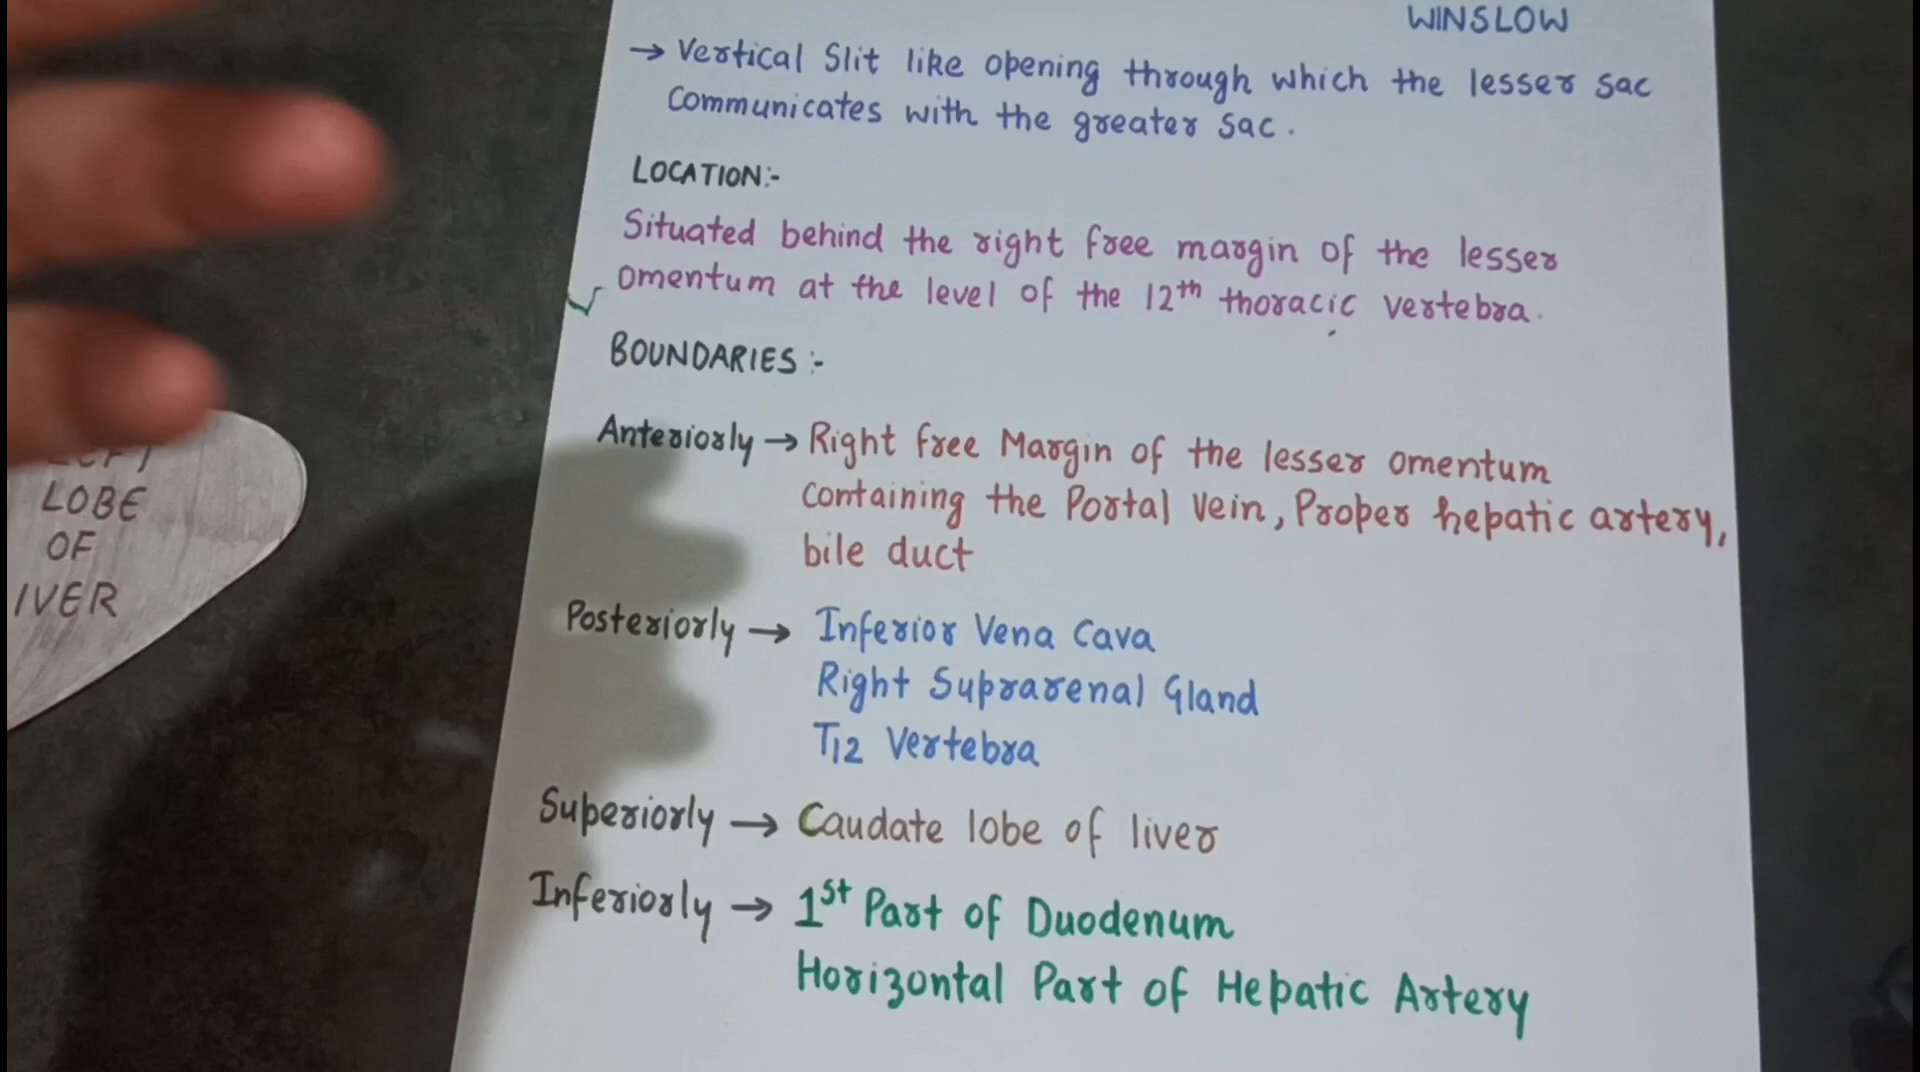 WINSLOW
→ Vertical Slit like opening through which the lesser sac
Communicates with the greater sac.
LOCATION:-
Situated behind the right free margin of the lesser
omentum at the level of the 12th thoracic vertebra.
BOUNDARIES :-
Anteriorly → Right free Margin of the lesser omentum
containing the Portal Vein, Proper hepatic artery,
bile duct
Posteriorly → Inferior Vena Cava
Right Suprarenal Gland
T12 Vertebra
Superiorly → Caudate lobe of liver
Inferiorly → 1st Part of Duodenum
Horizontal Part of Hepatic Artery
LEFT
LOBE
OF
IVER